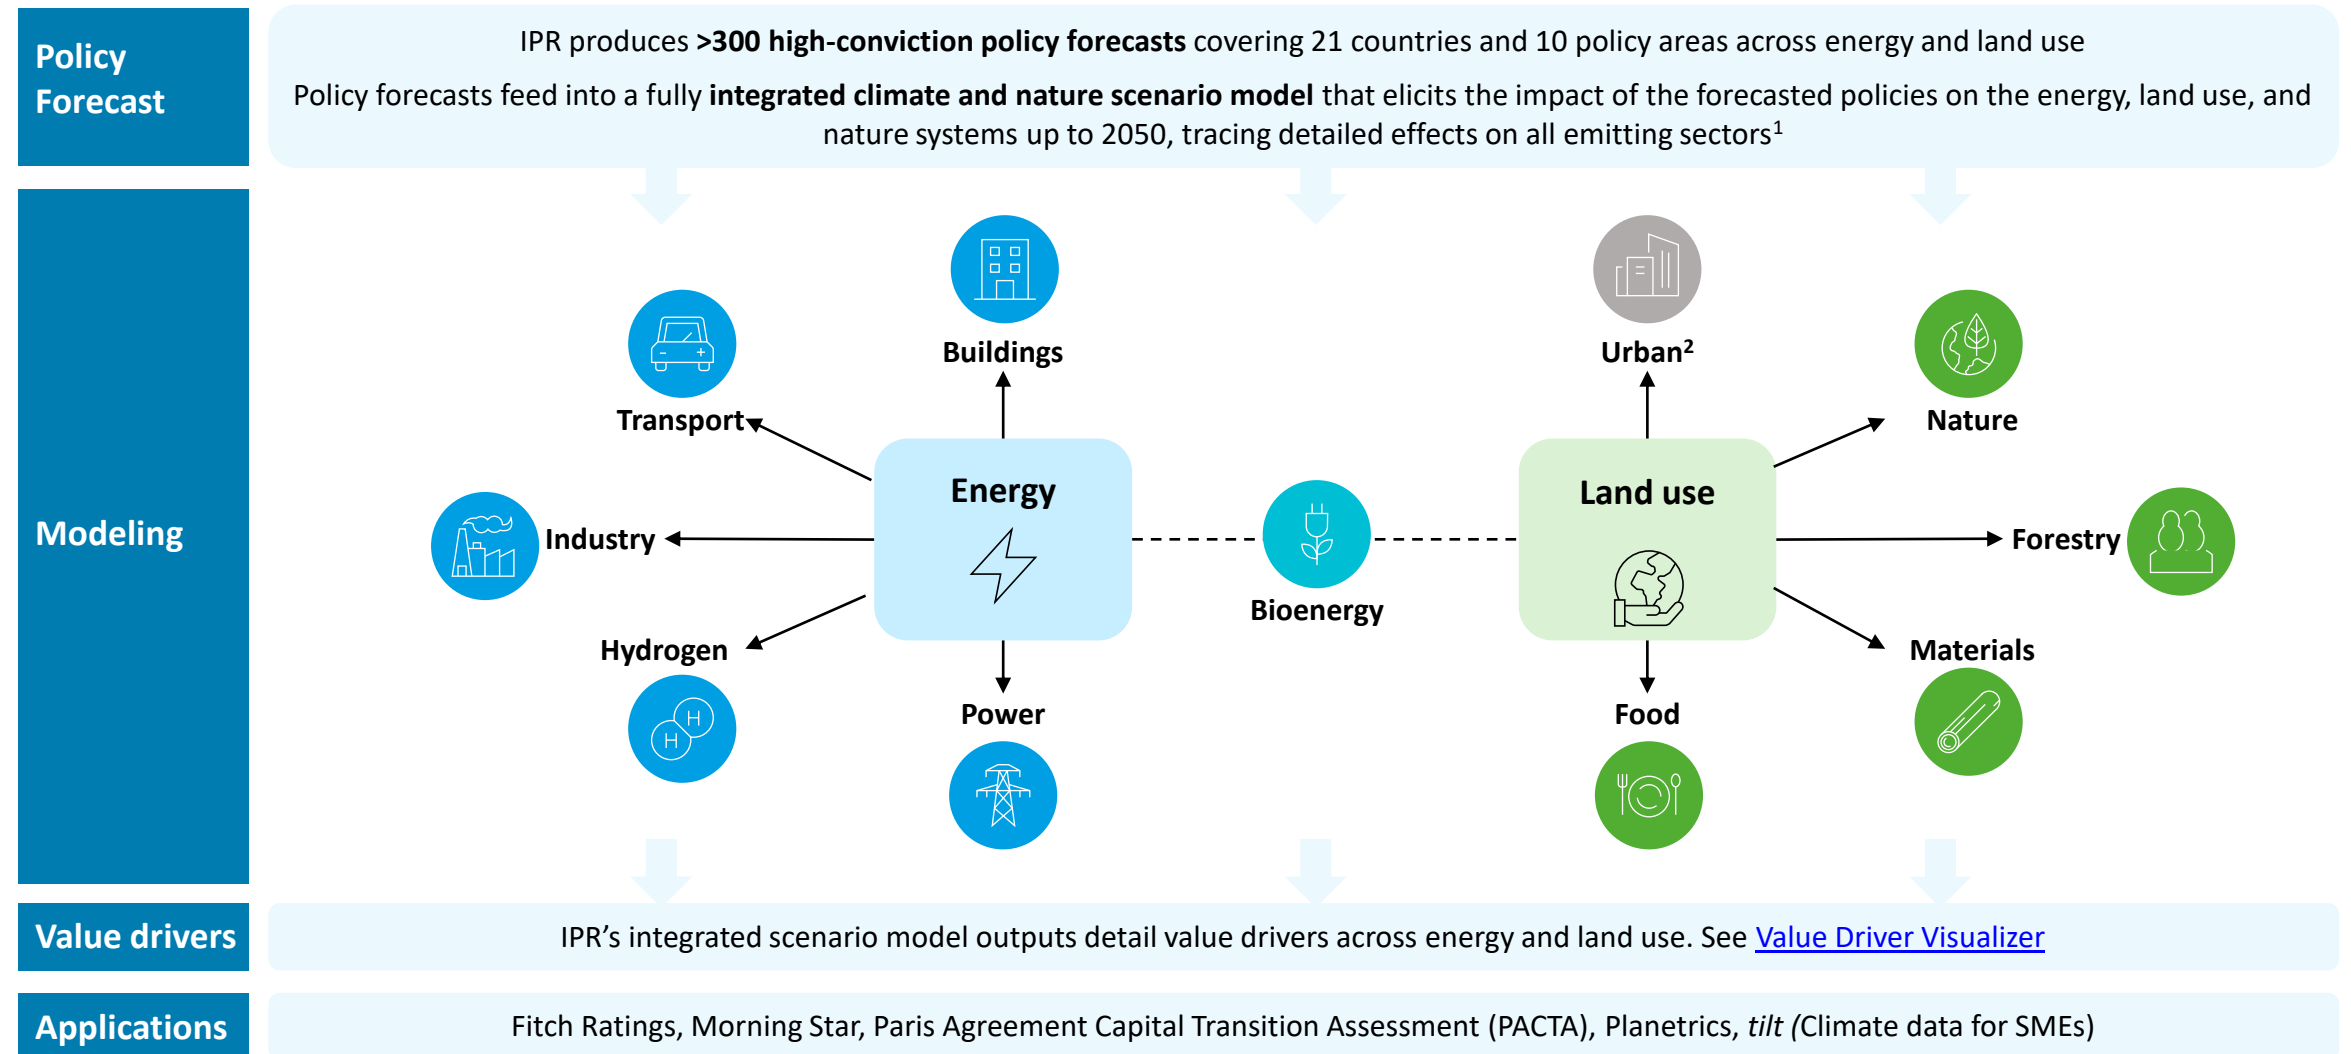 Policy
Forecast
IPR produces >300 high-conviction policy forecasts covering 21 countries and 10 policy areas across energy and land use
Policy forecasts feed into a fully integrated climate and nature scenario model that elicits the impact of the forecasted policies on the energy, land use, and
nature systems up to 2050, tracing detailed effects on all emitting sectors¹
Modeling
Buildings
Urban²
Transport
Nature
Energy
Land use
Industry
Forestry
Bioenergy
Hydrogen
Materials
Power
Food
H
H
Value drivers
IPR’s integrated scenario model outputs detail value drivers across energy and land use. See Value Driver Visualizer
Applications
Fitch Ratings, Morning Star, Paris Agreement Capital Transition Assessment (PACTA), Planetrics, tilt (Climate data for SMEs)